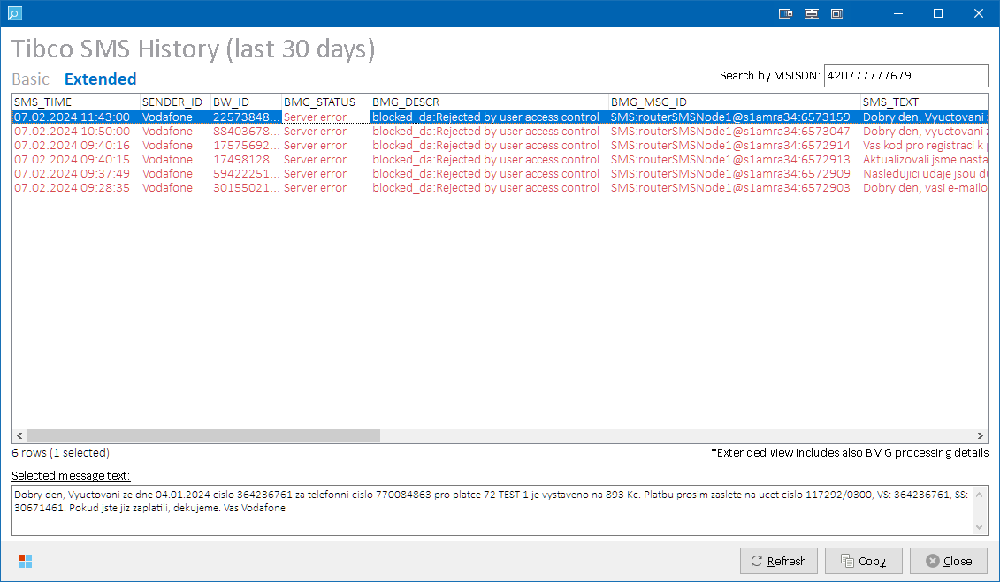 Tibco SMS History (last 30 days)
Basic Extended
Search by MSISDN: 420777777679
SMS_TIME SENDER_ID BW_ID BMG_STATUS BMG_DESCR BMG_MSG_ID SMS_TEXT
07.02.2024 11:43:00 Vodafone 22573848... Server error blocked_da:Rejected by user access control SMS:routerSMSNode1@s1amra34:6573159 Dobry den, Vyuctovani
07.02.2024 10:50:00 Vodafone 88403678... Server error blocked_da:Rejected by user access control SMS:routerSMSNode1@s1amra34:6573047 Dobry den, vyuctovani
07.02.2024 09:40:16 Vodafone 17575692... Server error blocked_da:Rejected by user access control SMS:routerSMSNode1@s1amra34:6572914 Vas kod pro registraci k
07.02.2024 09:40:15 Vodafone 17498128... Server error blocked_da:Rejected by user access control SMS:routerSMSNode1@s1amra34:6572913 Aktualizovali jsme nasta
07.02.2024 09:37:49 Vodafone 59422251... Server error blocked_da:Rejected by user access control SMS:routerSMSNode1@s1amra34:6572909 Nasledujici udaje jsou d
07.02.2024 09:28:35 Vodafone 30155021... Server error blocked_da:Rejected by user access control SMS:routerSMSNode1@s1amra34:6572903 Dobry den, vasi e-mailo
6 rows (1 selected)
*Extended view includes also BMG processing details
Selected message text:
Dobry den, Vyuctovani ze dne 04.01.2024 cislo 364236761 za telefonni cislo 770084863 pro platce 72 TEST 1 je vystaveno na 893 Kc. Platbu prosim zaslete na ucet cislo 117292/0300, VS: 364236761, SS:
30671461. Pokud jste jiz zaplatili, dekujeme. Vas Vodafone
Refresh Copy Close